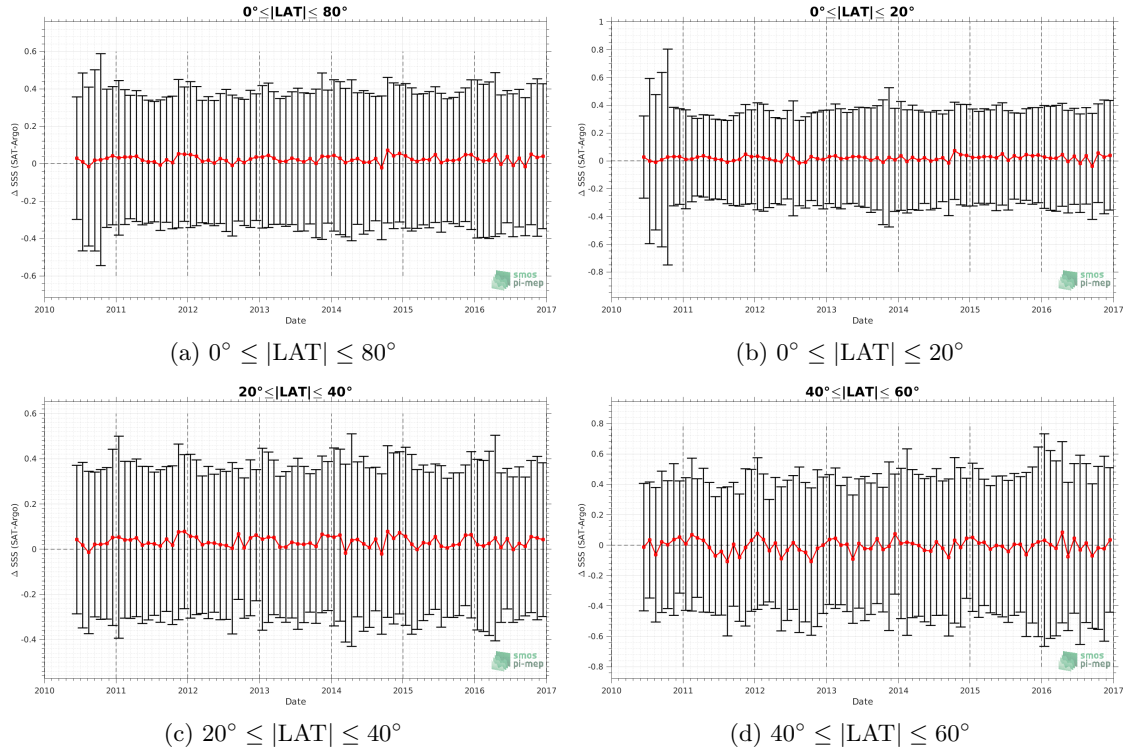 0°≤|LAT|≤ 80°
Δ SSS (SAT-Argo)
0.6
0.4
0.2
0
-0.2
-0.4
-0.6
2010 2011 2012 2013 2014 2015 2016 2017
Date
smos
pi-mep
(a) 0° ≤ |LAT| ≤ 80°
0°≤|LAT|≤ 20°
Δ SSS (SAT-Argo)
1
0.8
0.6
0.4
0.2
0
-0.2
-0.4
-0.6
-0.8
2010 2011 2012 2013 2014 2015 2016 2017
Date
smos
pi-mep
(b) 0° ≤ |LAT| ≤ 20°
20°≤|LAT|≤ 40°
Δ SSS (SAT-Argo)
0.6
0.4
0.2
0
-0.2
-0.4
2010 2011 2012 2013 2014 2015 2016 2017
Date
smos
pi-mep
(c) 20° ≤ |LAT| ≤ 40°
40°≤|LAT|≤ 60°
Δ SSS (SAT-Argo)
0.8
0.6
0.4
0.2
0
-0.2
-0.4
-0.6
-0.8
2010 2011 2012 2013 2014 2015 2016 2017
Date
smos
pi-mep
(d) 40° ≤ |LAT| ≤ 60°